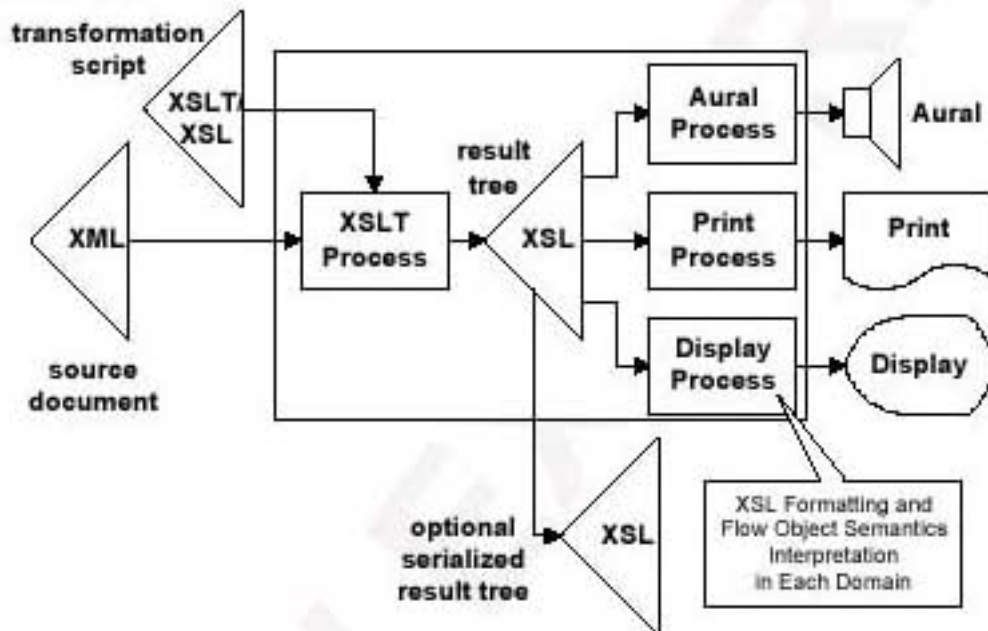 transformation
script
XSLT/
XSL
XML
source
document
XSLT
Process
result
tree
XSL
Aural
Process
Aural
Print
Process
Print
Display
Process
Display
optional
serialized
result tree
XSL
XSL Formatting and
Flow Object Semantics
Interpretation
in Each Domain